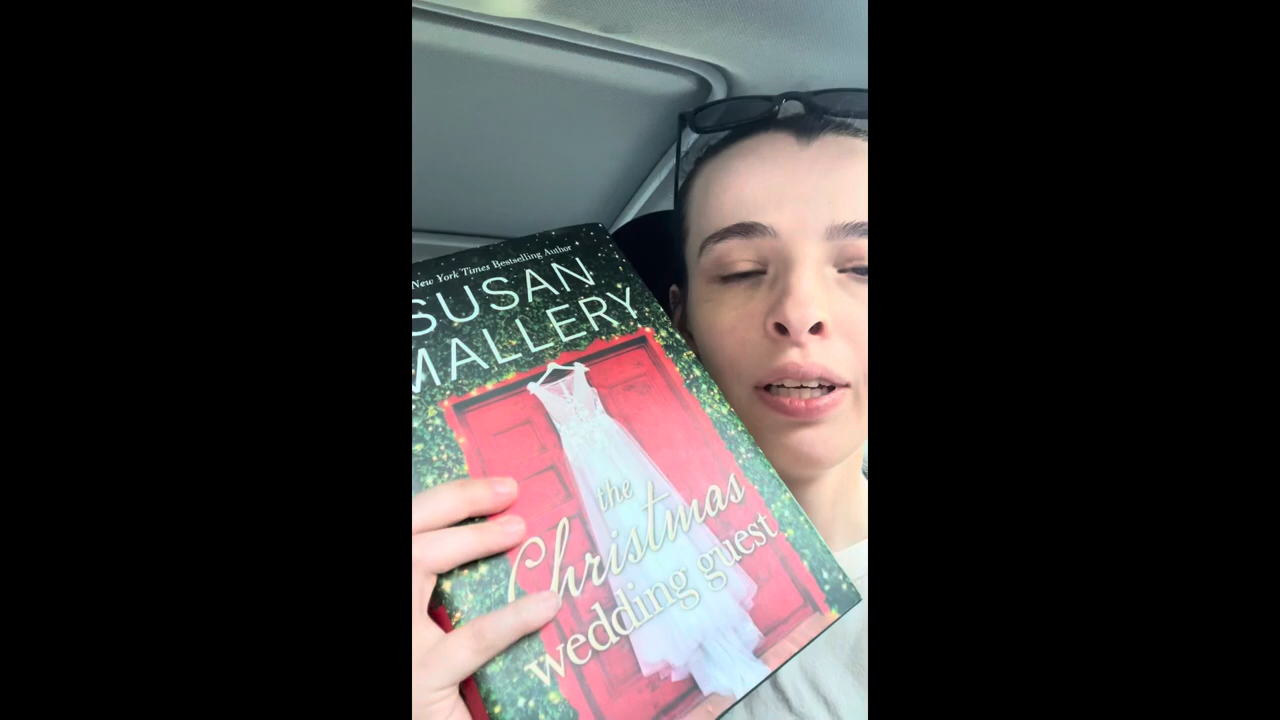 New York Times Bestselling Author
SUSAN
MALLERY
the
Christmas
wedding guest